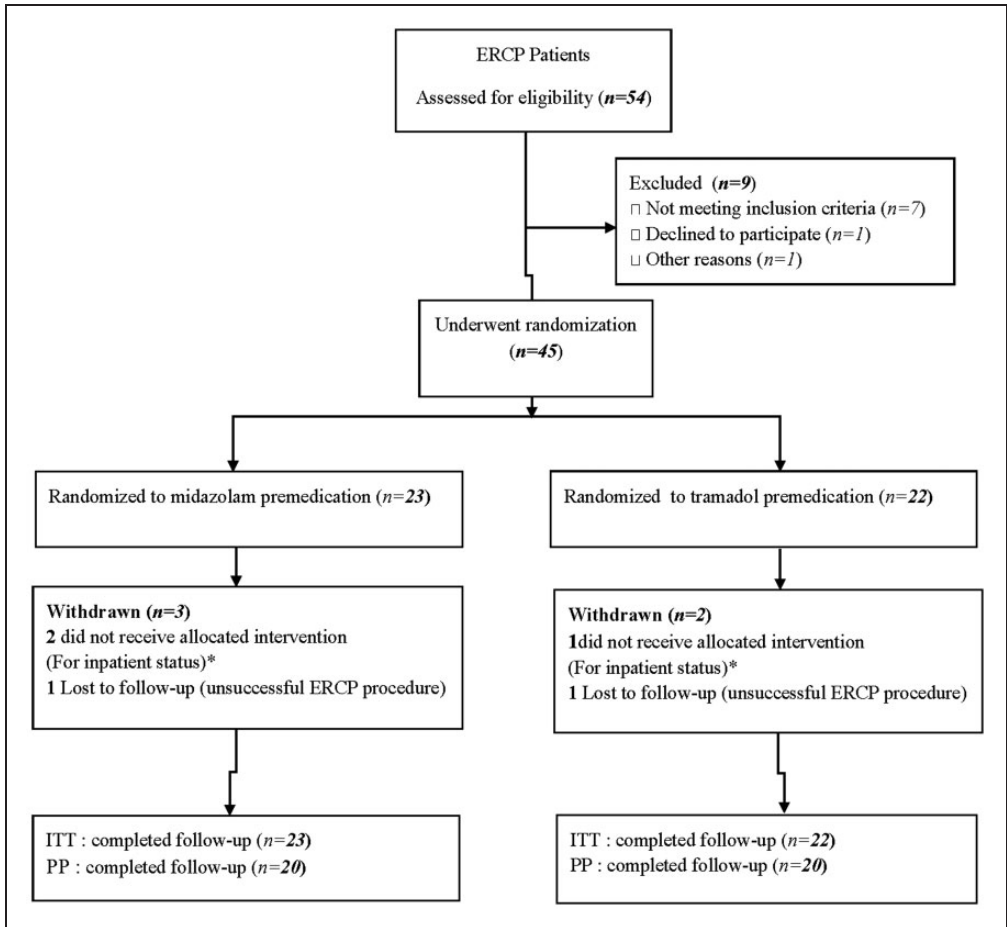 ERCP Patients
Assessed for eligibility (n=54)
Excluded (n=9)
Not meeting inclusion criteria (n=7)
Declined to participate (n=1)
Other reasons (n=1)
Underwent randomization
(n=45)
Randomized to midazolam premedication (n=23)
Randomized to tramadol premedication (n=22)
Withdrawn (n=3)
2 did not receive allocated intervention
(For inpatient status)*
1 Lost to follow-up (unsuccessful ERCP procedure)
Withdrawn (n=2)
1did not receive allocated intervention
(For inpatient status)*
1 Lost to follow-up (unsuccessful ERCP procedure)
ITT : completed follow-up (n=23)
PP : completed follow-up (n=20)
ITT : completed follow-up (n=22)
PP : completed follow-up (n=20)